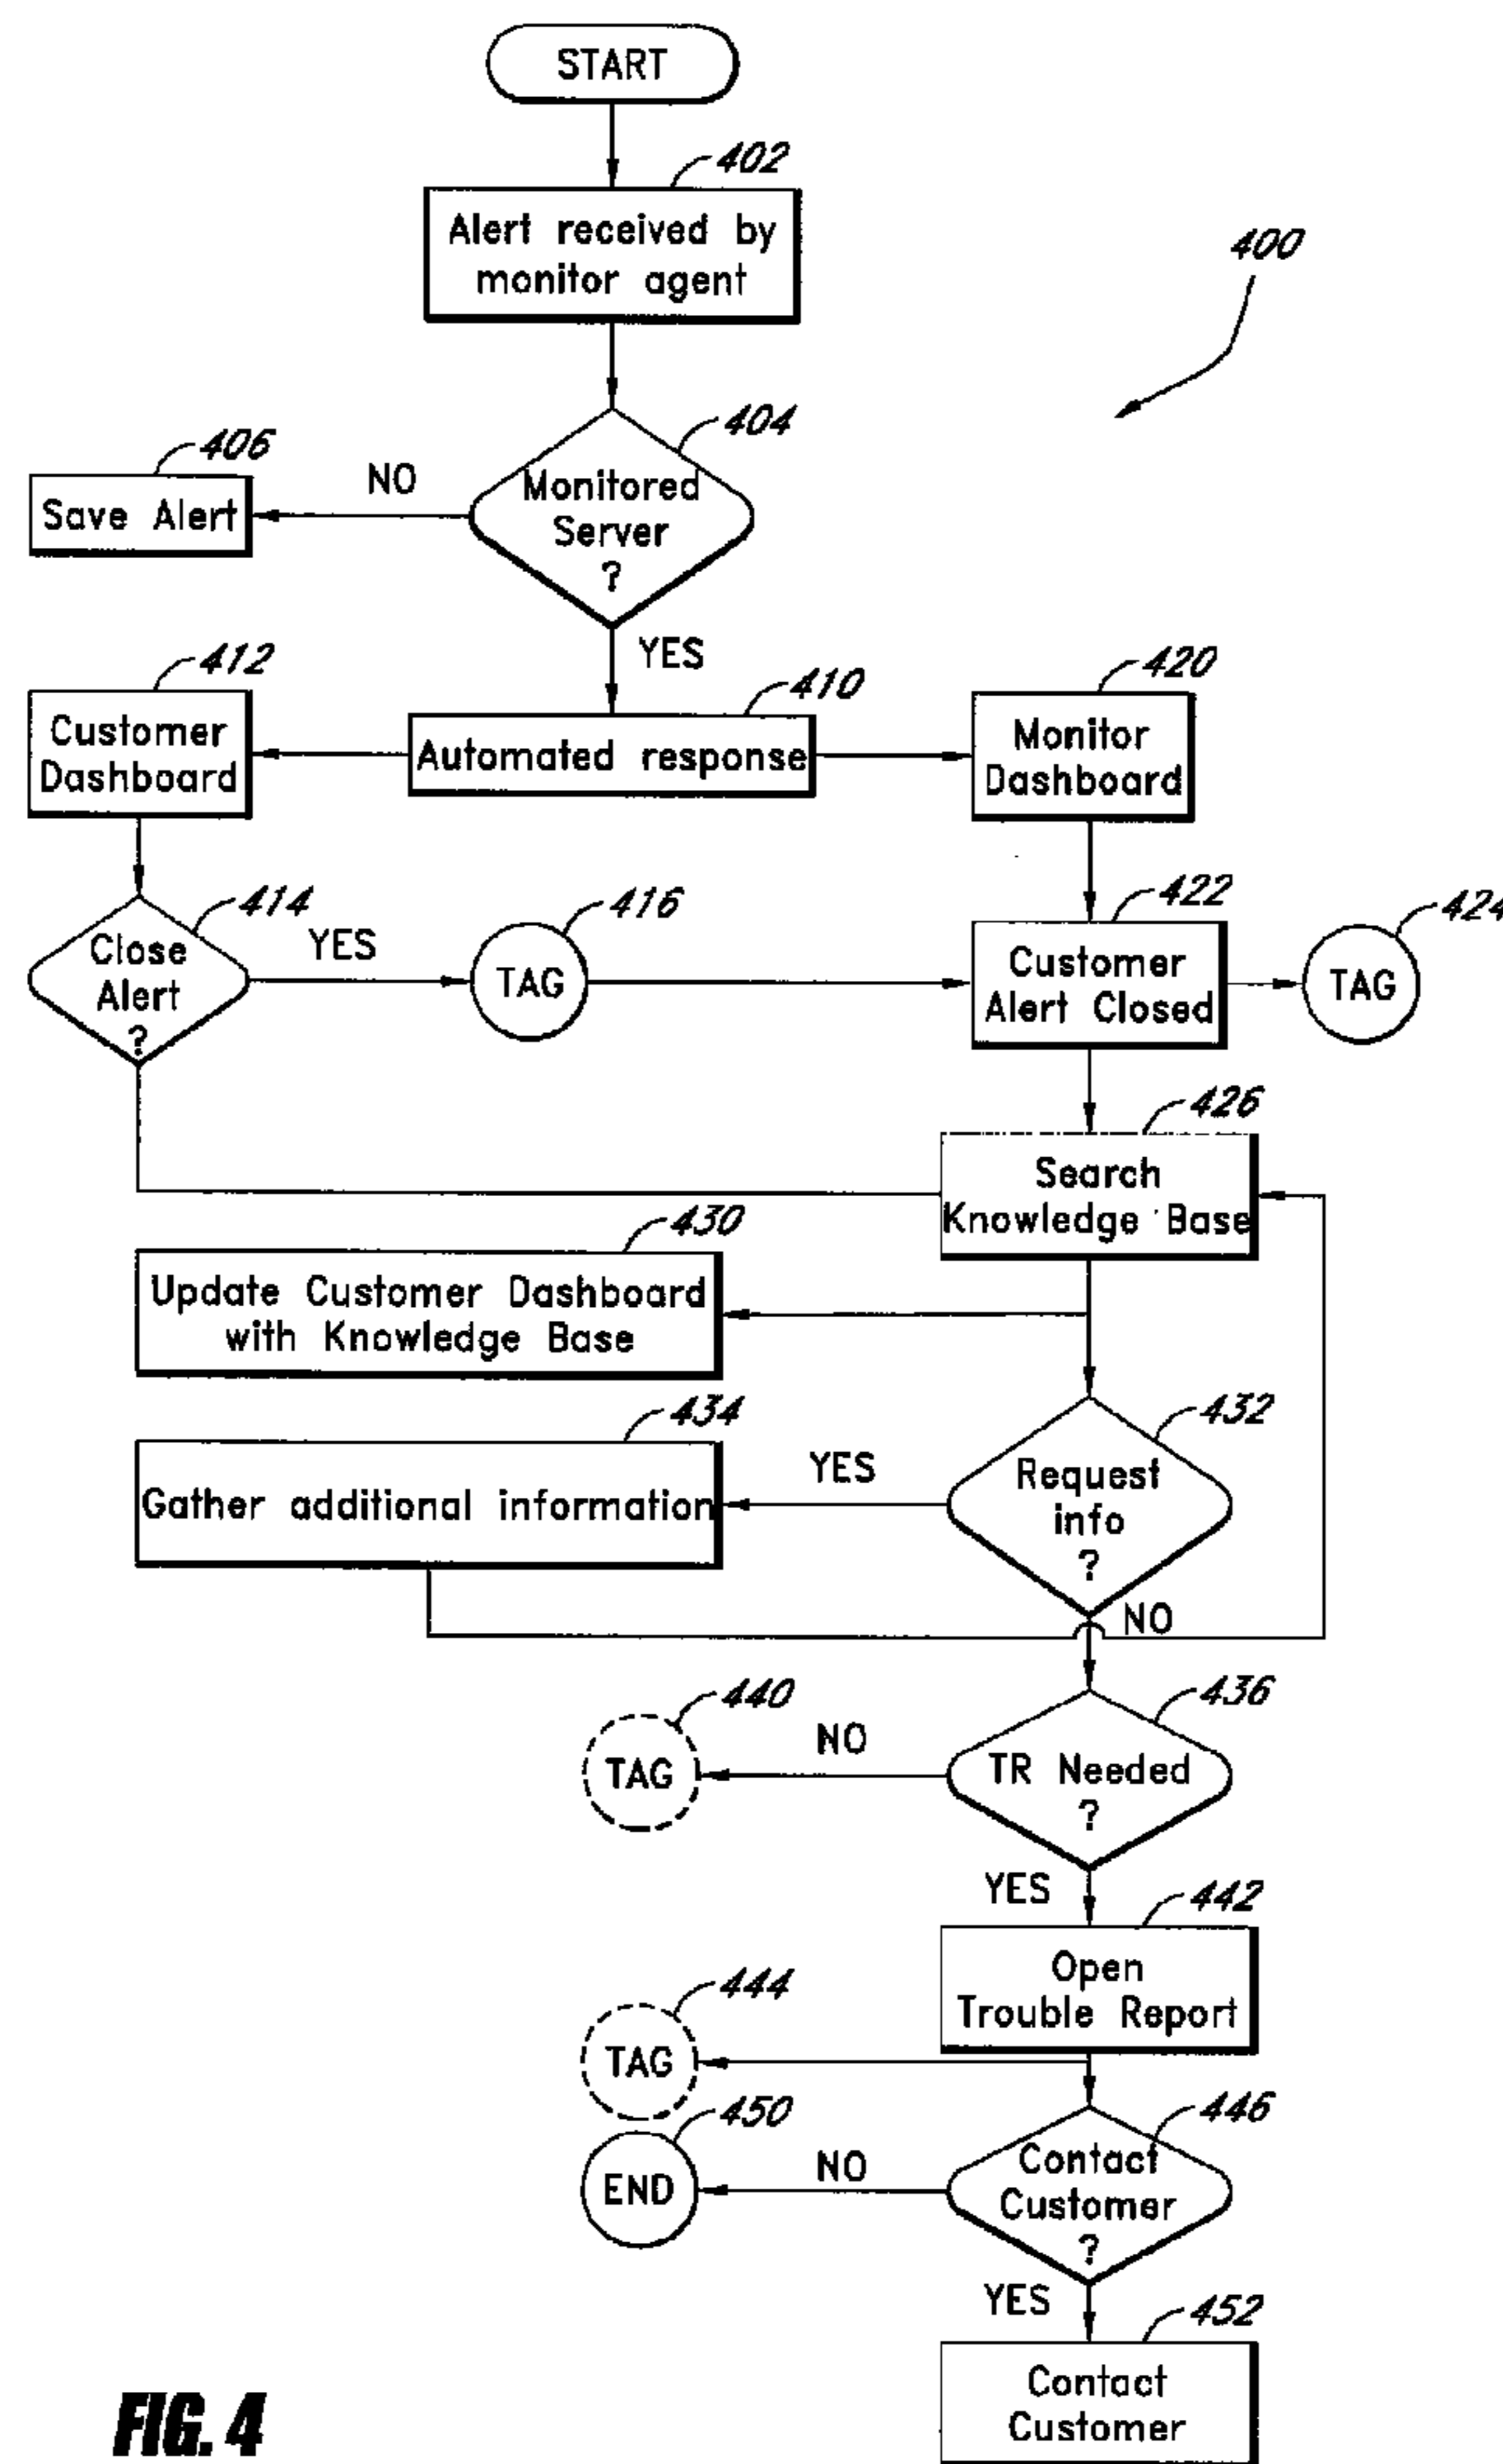 START
402
Alert received by
monitor agent
400
404
406
NO
Monitored
Server
?
Save Alert
YES
412
410
420
Customer
Dashboard
Automated response
Monitor
Dashboard
414
416
422
424
Close
Alert
?
YES
TAG
Customer
Alert Closed
TAG
426
Search
Knowledge Base
430
Update Customer Dashboard
with Knowledge Base
432
434
Request
info
?
YES
Gather additional information
NO
436
440
NO
TAG
TR Needed
?
YES
442
Open
Trouble Report
444
TAG
446
450
Contact
Customer
?
NO
END
YES
452
Contact
Customer
FIG. 4